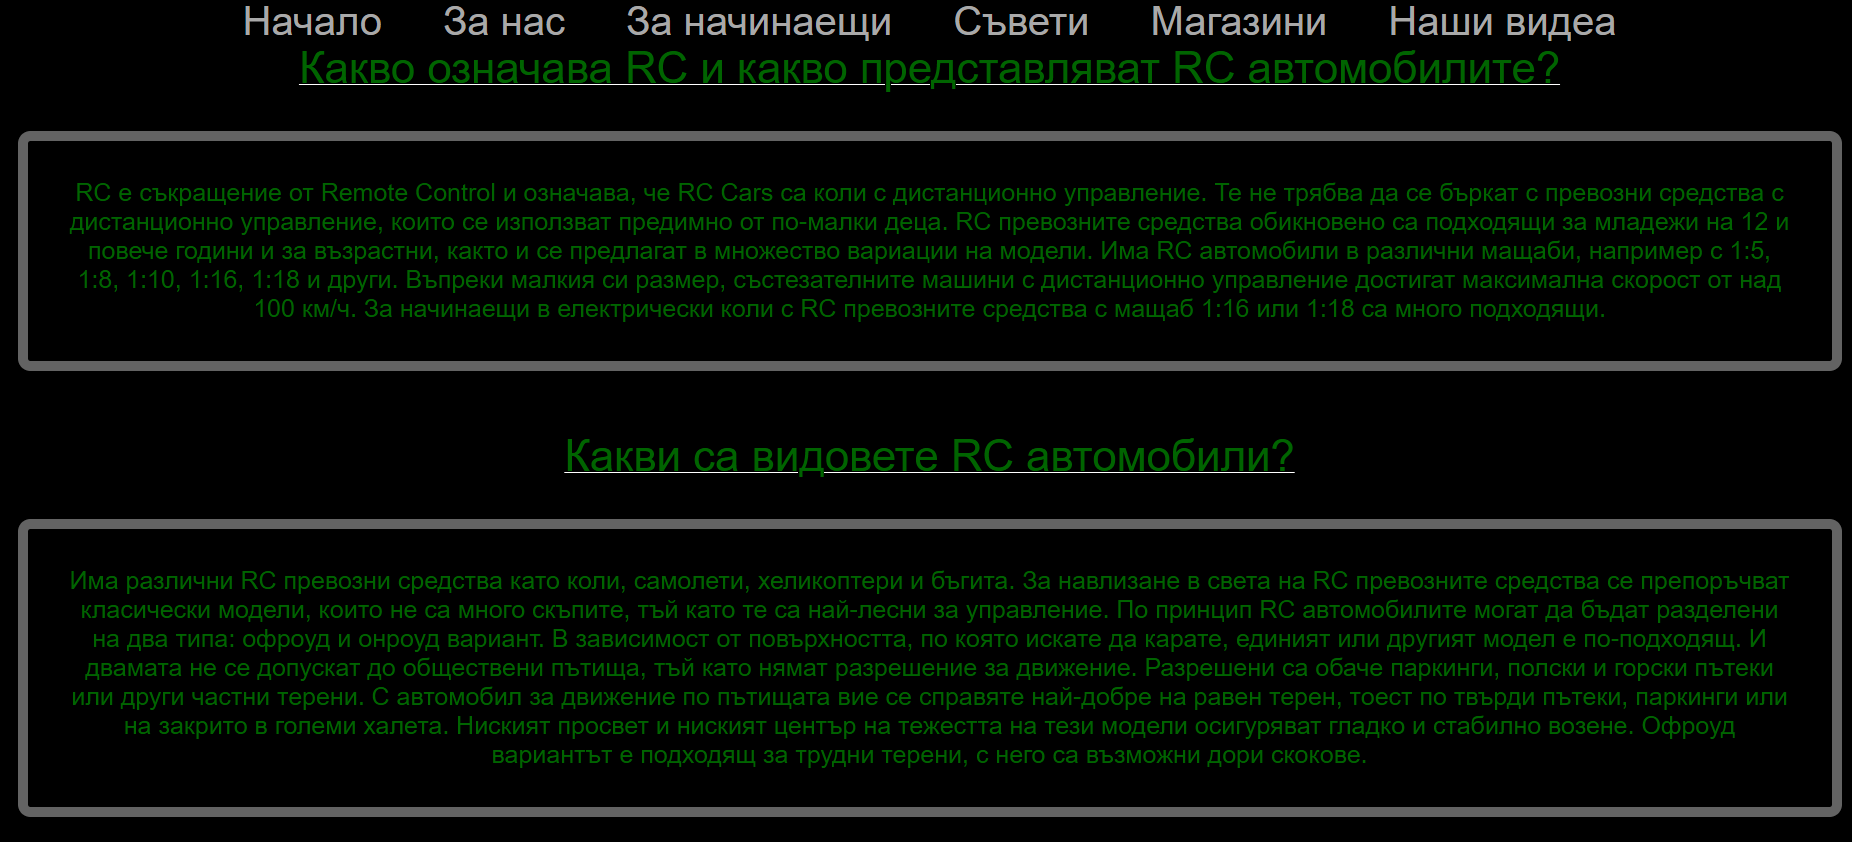 Начало За нас За начинаещи Съвети Магазини Наши видеа
Какво означава RC и какво представляват RC автомобилите?
RC е съкращение от Remote Control и означава, че RC Cars са коли с дистанционно управление. Те не трябва да се бъркат с превозни средства с
дистанционно управление, които се използват предимно от по-малки деца. RC превозните средства обикновено са подходящи за младежи на 12 и
повече години и за възрастни, както и се предлагат в множество вариации на модели. Има RC автомобили в различни мащаби, например с 1:5,
1:8, 1:10, 1:16, 1:18 и други. Въпреки малкия си размер, състезателните машини с дистанционно управление достигат максимална скорост от над
100 км/ч. За начинаещи в електрически коли с RC превозните средства с мащаб 1:16 или 1:18 са много подходящи.
Какви са видовете RC автомобили?
Има различни RC превозни средства като коли, самолети, хеликоптери и бъгита. За навлизане в света на RC превозните средства се препоръчват
класически модели, които не са много скъпите, тъй като те са най-лесни за управление. По принцип RC автомобилите могат да бъдат разделени
на два типа: офроуд и онроуд вариант. В зависимост от повърхността, по която искате да карате, единият или другият модел е по-подходящ. И
двамата не се допускат до обществени пътища, тъй като нямат разрешение за движение. Разрешени са обаче паркинги, полски и горски пътеки
или други частни терени. С автомобил за движение по пътищата вие се справяте най-добре на равен терен, тоест по твърди пътеки, паркинги или
на закрито в големи халета. Ниският просвет и ниският център на тежестта на тези модели осигуряват гладко и стабилно возене. Офроуд
вариантът е подходящ за трудни терени, с него са възможни дори скокове.